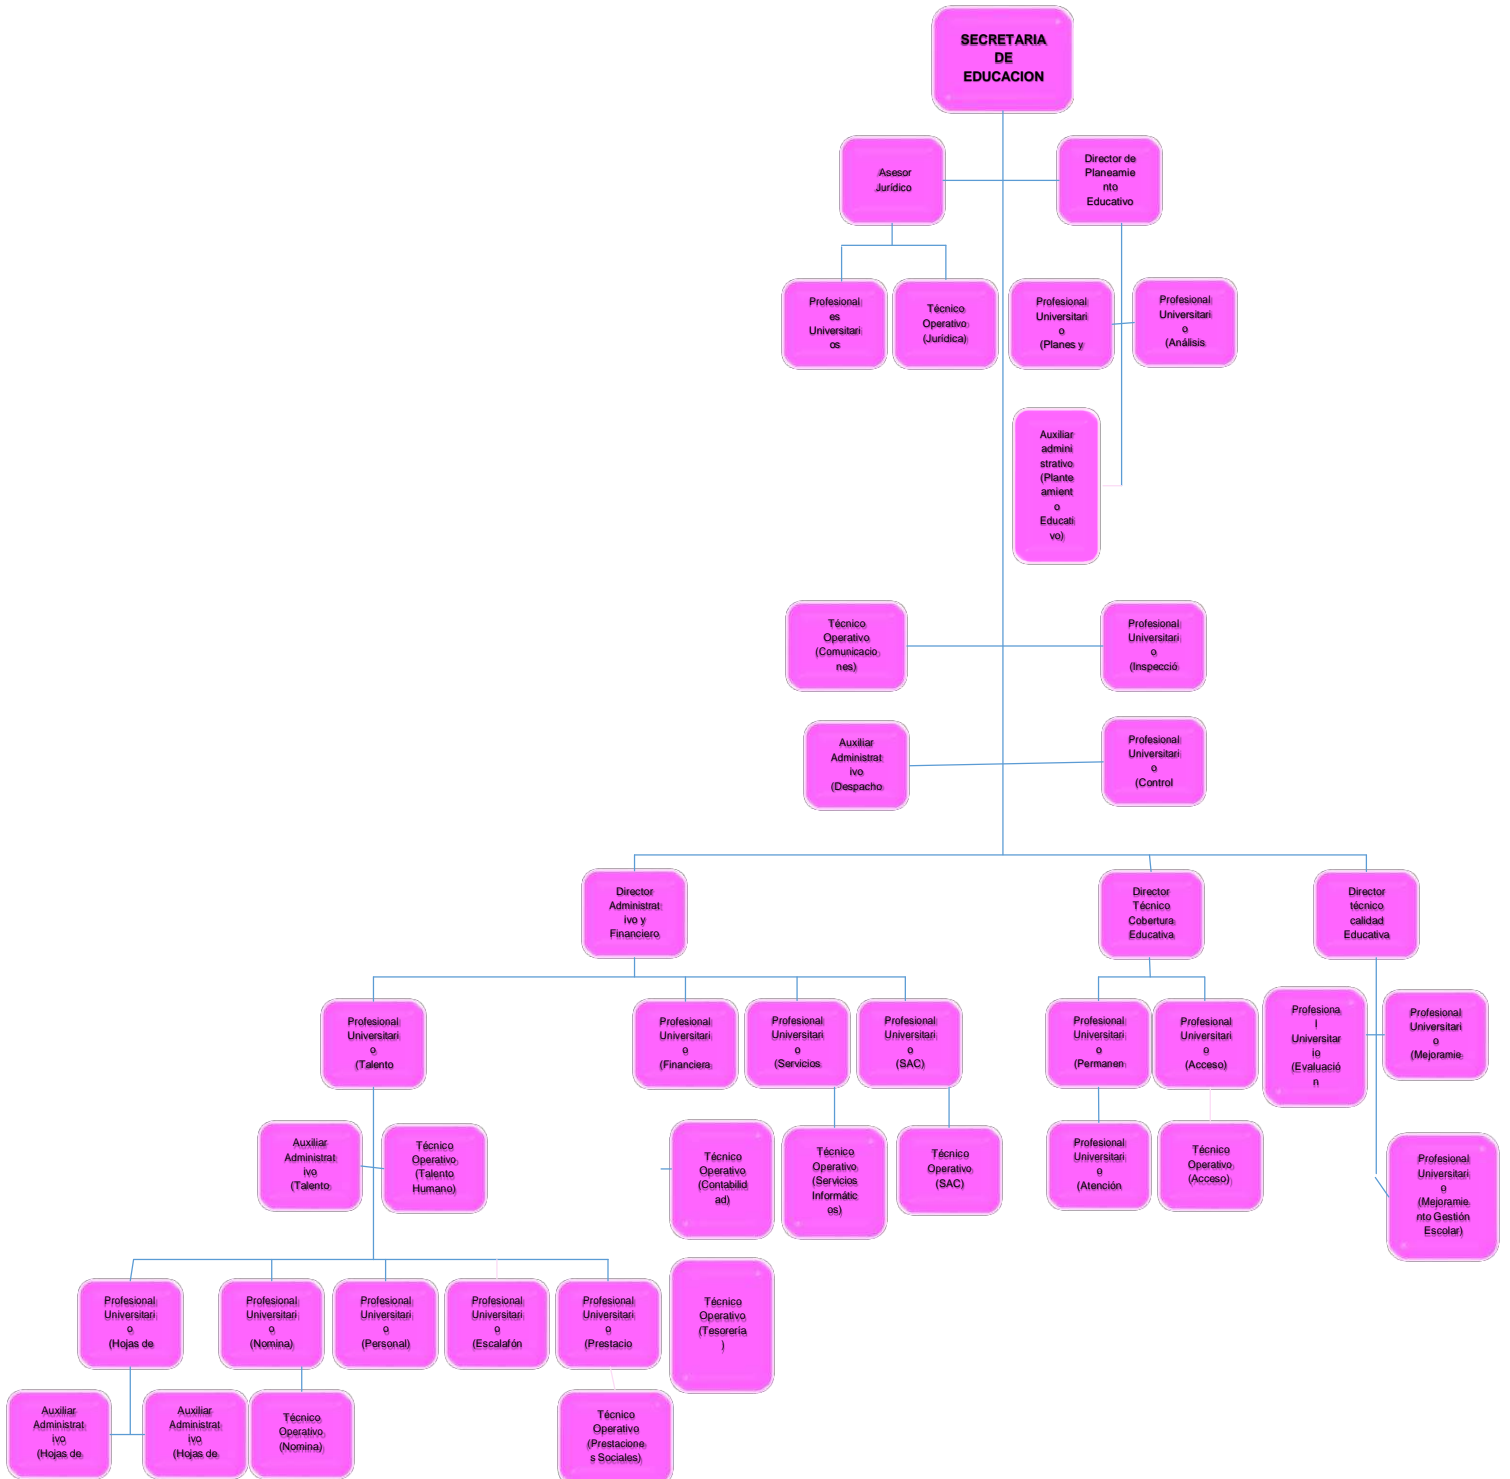 SECRETARIA
DE
EDUCACION
Asesor
Jurídico
Director de
Planeamie
nto
Educativo
Profesional
es
Universitari
os
Técnico
Operativo
(Jurídica)
Profesional
Universitari
o
(Planes y
Profesional
Universitari
o
(Análisis
Auxiliar
admini
strativo
(Plante
amient
o
Educati
vo)
Técnico
Operativo
(Comunicacio
nes)
Profesional
Universitari
o
(Inspecció
Auxiliar
Administrat
ivo
(Despacho
Profesional
Universitari
o
(Control
Director
Administrat
ivo y
Financiero
Director
Técnico
Cobertura
Educativa
Director
técnico
calidad
Educativa
Profesional
Universitari
o
(Talento
Profesional
Universitari
o
(Financiera
Profesional
Universitari
o
(Servicios
Profesional
Universitari
o
(SAC)
Profesional
Universitari
o
(Permanen
Profesional
Universitari
o
(Acceso)
Profesiona
l
Universitar
io
(Evaluació
n
Profesional
Universitari
o
(Mejoramie
Auxiliar
Administrat
ivo
(Talento
Técnico
Operativo
(Talento
Humano)
Técnico
Operativo
(Contabilid
ad)
Técnico
Operativo
(Servicios
Informátic
os)
Técnico
Operativo
(SAC)
Profesional
Universitari
o
(Atención
Técnico
Operativo
(Acceso)
Profesional
Universitari
o
(Mejoramie
nto Gestión
Escolar)
Profesional
Universitari
o
(Hojas de
Profesional
Universitari
o
(Nomina)
Profesional
Universitari
o
(Personal)
Profesional
Universitari
o
(Escalafón
Profesional
Universitari
o
(Prestacio
Técnico
Operativo
(Tesorería
)
Auxiliar
Administrat
ivo
(Hojas de
Auxiliar
Administrat
ivo
(Hojas de
Técnico
Operativo
(Nomina)
Técnico
Operativo
(Prestacione
s Sociales)